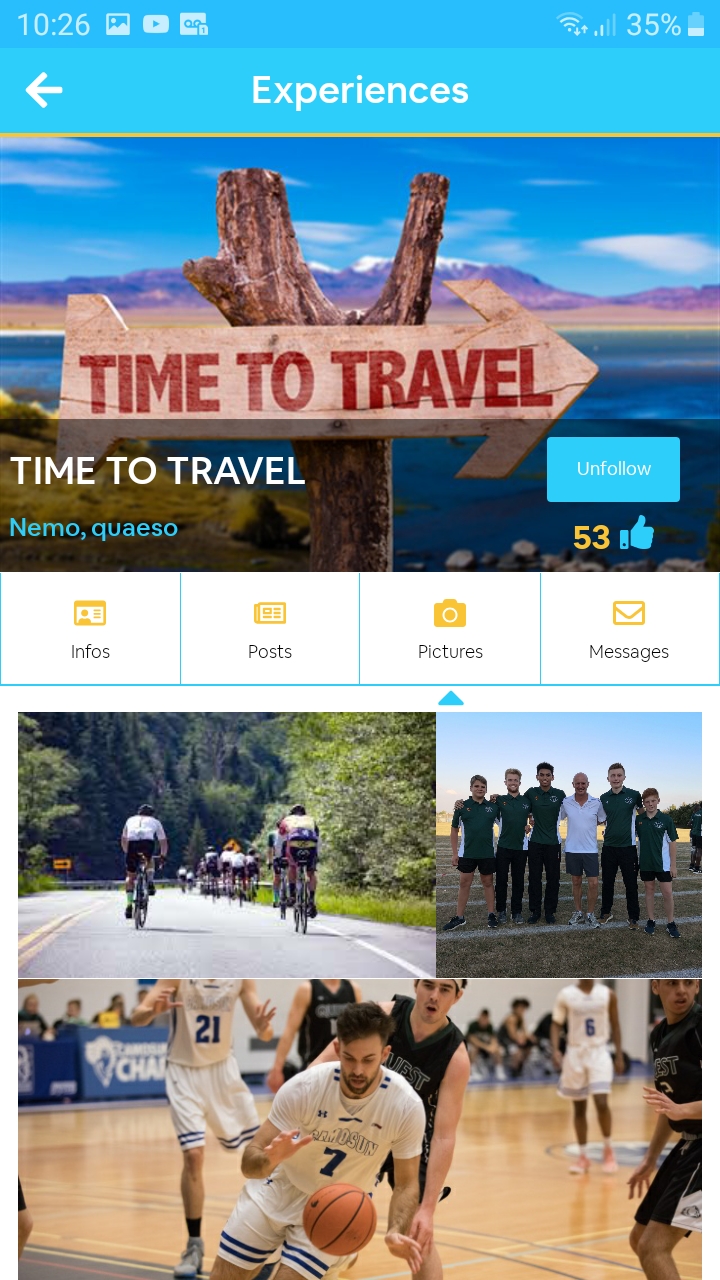 10:26
35%
Experiences
TIME TO TRAVEL
TIME TO TRAVEL
Unfollow
Nemo, quaeso
53
Infos
Posts
Pictures
Messages
21
6
CAMOSUN
7